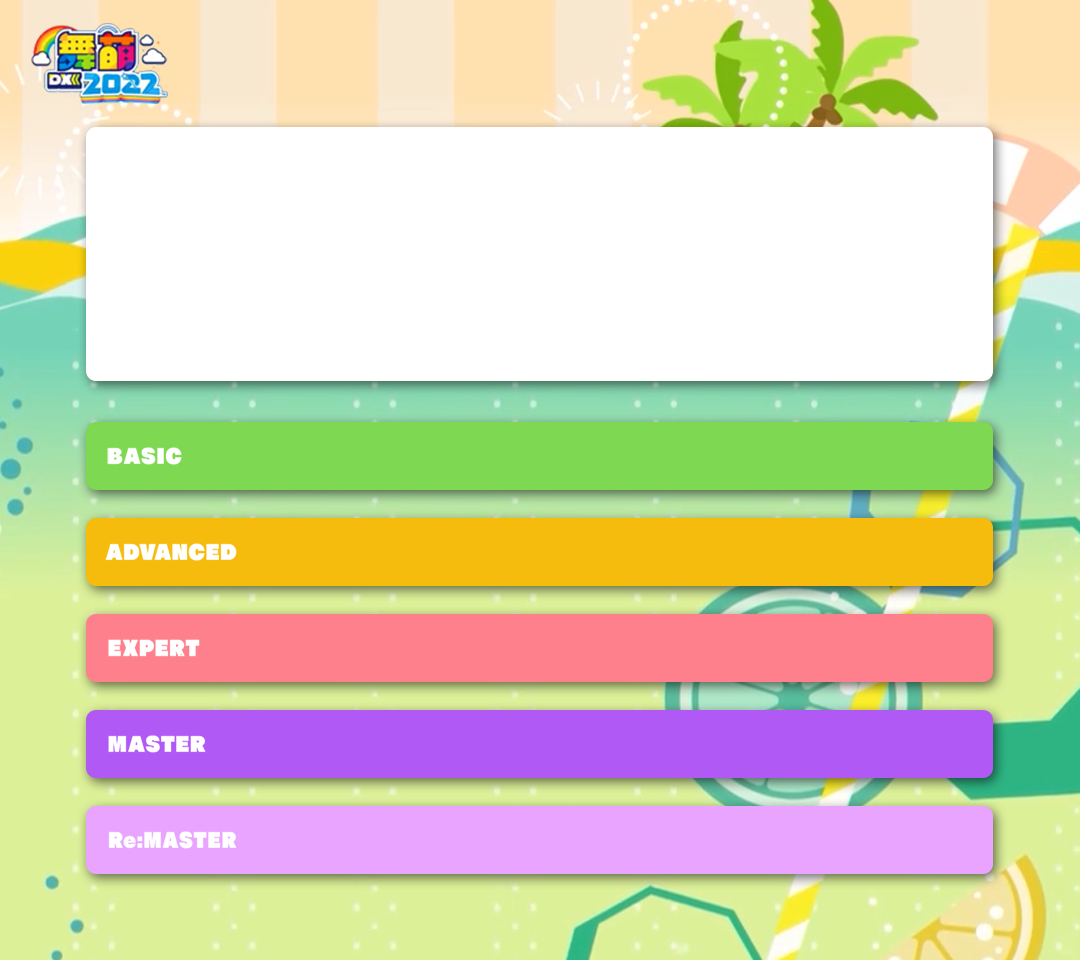 舞萌
DX 2022
BASIC
ADVANCED
EXPERT
MASTER
Re:MASTER